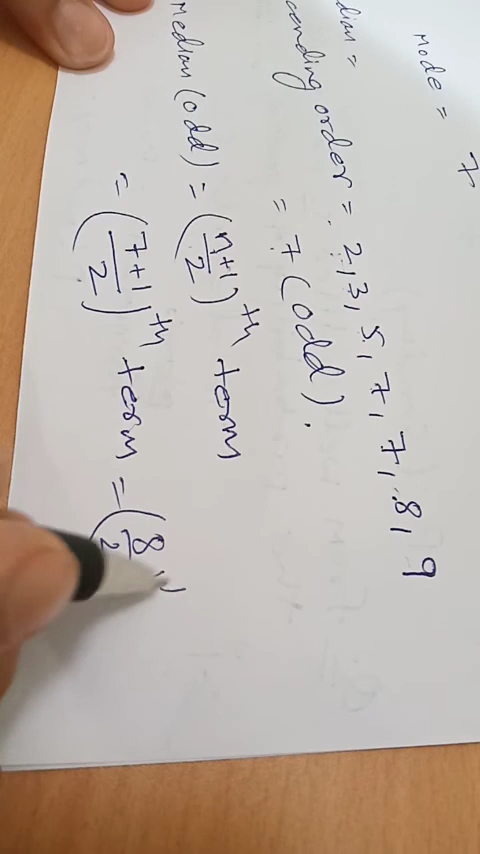 Mode = 7
dian =
cending order = 2, 3, 5, 7, 7, 8, 9
= 7 (odd).
Median (odd) = (n+1/2)th term
= (7+1/2)th term = (8/2